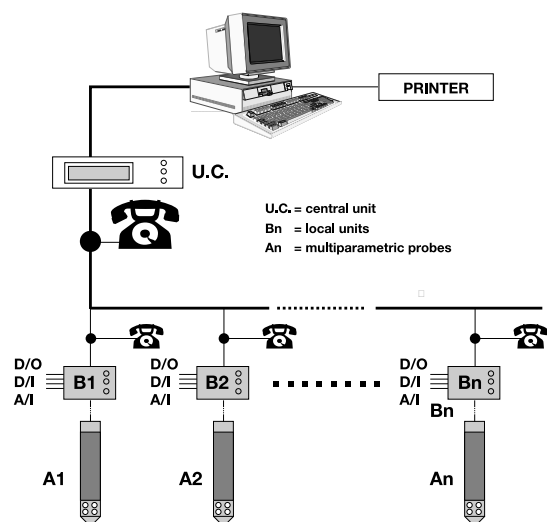 PRINTER
U.C.
U.C. = central unit
Bn = local units
An = multiparametric probes
D/O
D/I
A/I
B1
D/O
D/I
A/I
B2
D/O
D/I
A/I
Bn
Bn
A1
A2
An